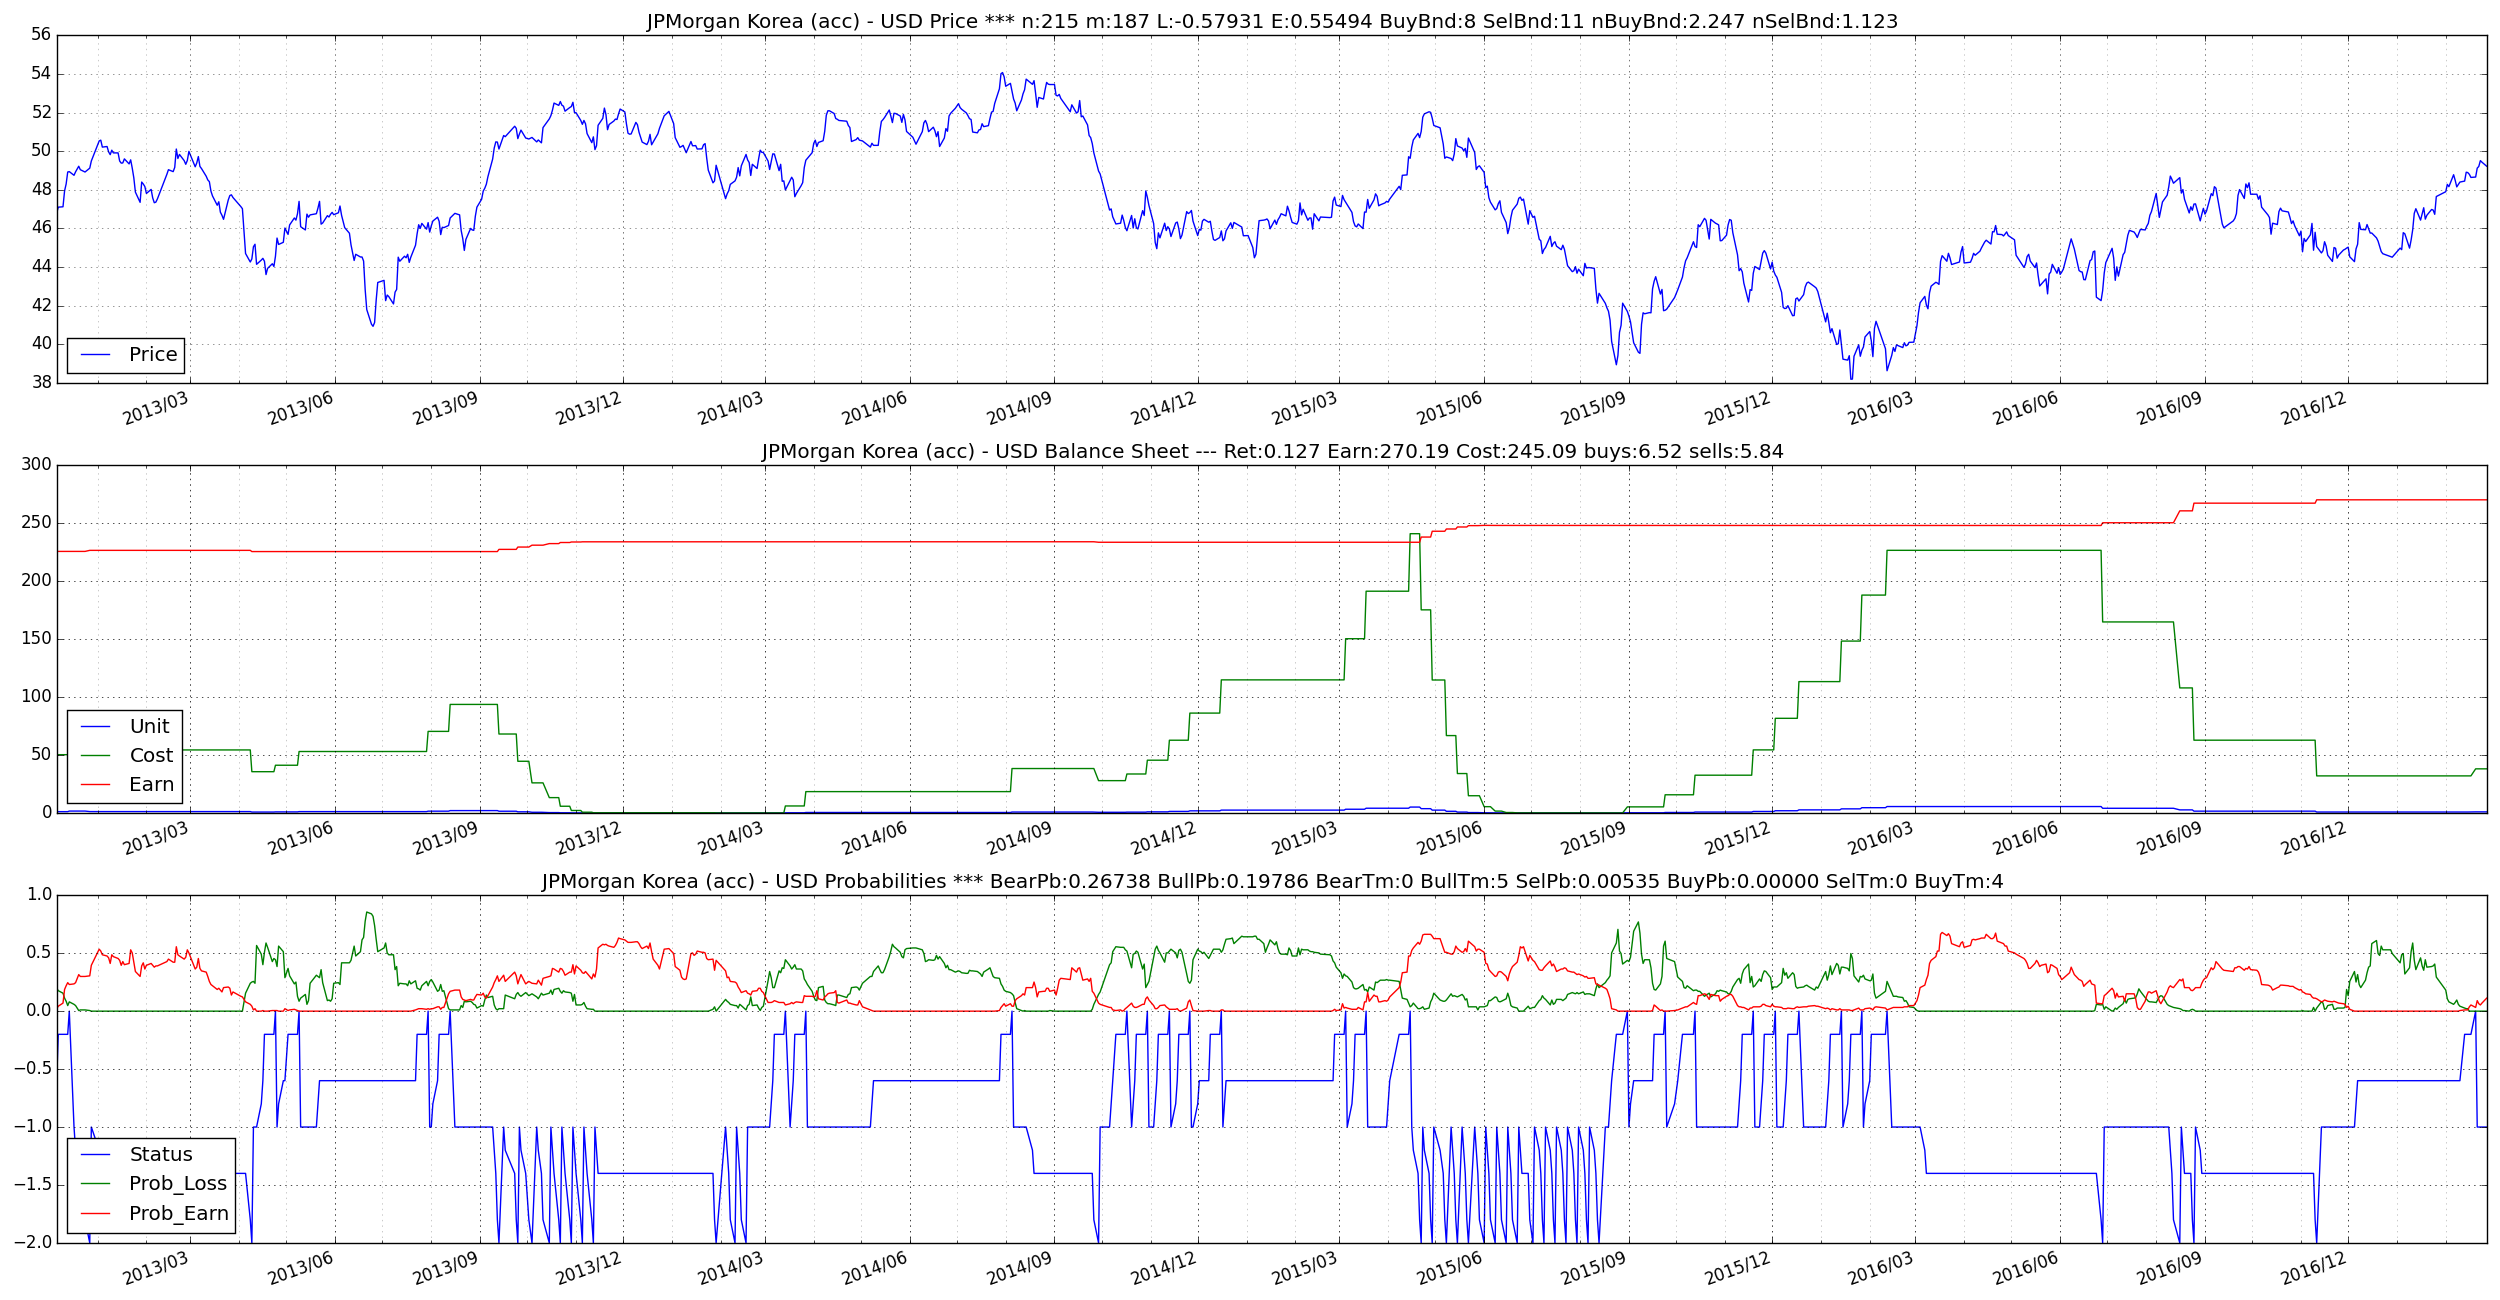 JPMorgan Korea (acc) - USD Price *** n:215 m:187 L:-0.57931 E:0.55494 BuyBnd:8 SelBnd:11 nBuyBnd:2.247 nSelBnd:1.123
56
54
52
50
48
46
44
42
40
38
Price
2013/03 2013/06 2013/09 2013/12 2014/03 2014/06 2014/09 2014/12 2015/03 2015/06 2015/09 2015/12 2016/03 2016/06 2016/09 2016/12
JPMorgan Korea (acc) - USD Balance Sheet --- Ret:0.127 Earn:270.19 Cost:245.09 buys:6.52 sells:5.84
300
250
200
150
100
50
0
Unit
Cost
Earn
2013/03 2013/06 2013/09 2013/12 2014/03 2014/06 2014/09 2014/12 2015/03 2015/06 2015/09 2015/12 2016/03 2016/06 2016/09 2016/12
JPMorgan Korea (acc) - USD Probabilities *** BearPb:0.26738 BullPb:0.19786 BearTm:0 BullTm:5 SelPb:0.00535 BuyPb:0.00000 SelTm:0 BuyTm:4
1.0
0.5
0.0
−0.5
−1.0
−1.5
−2.0
Status
Prob_Loss
Prob_Earn
2013/03 2013/06 2013/09 2013/12 2014/03 2014/06 2014/09 2014/12 2015/03 2015/06 2015/09 2015/12 2016/03 2016/06 2016/09 2016/12